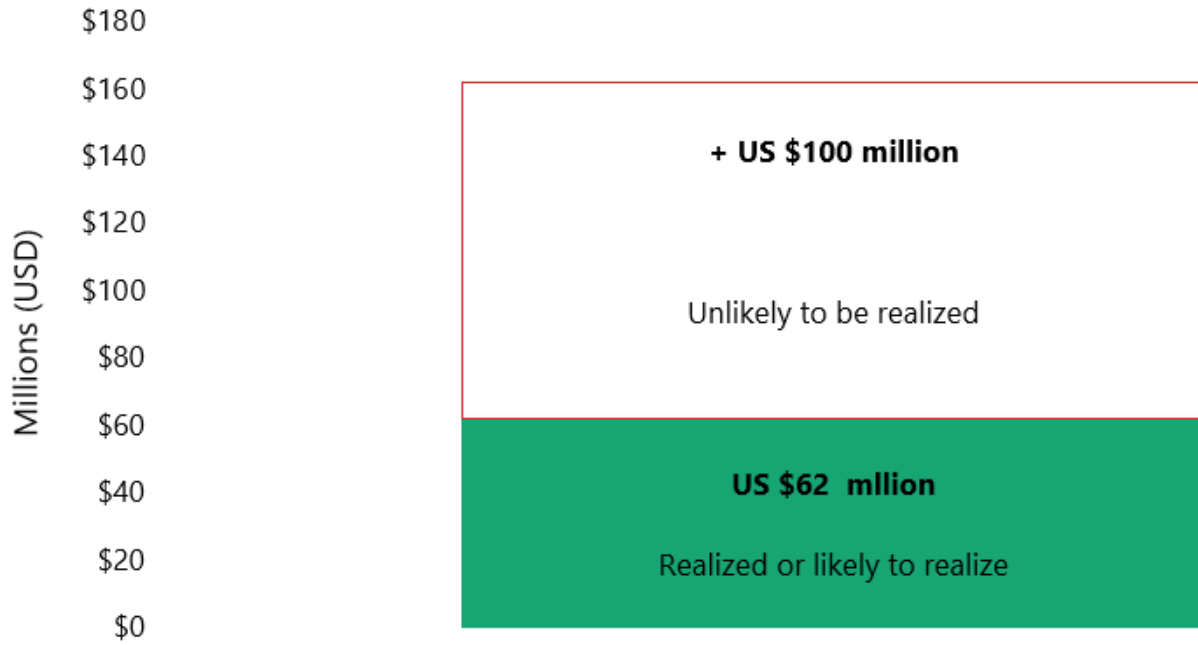 $180
$160
$140
$120
$100
$80
$60
$40
$20
$0
Millions (USD)
+ US $100 million
Unlikely to be realized
US $62  mllion
Realized or likely to realize